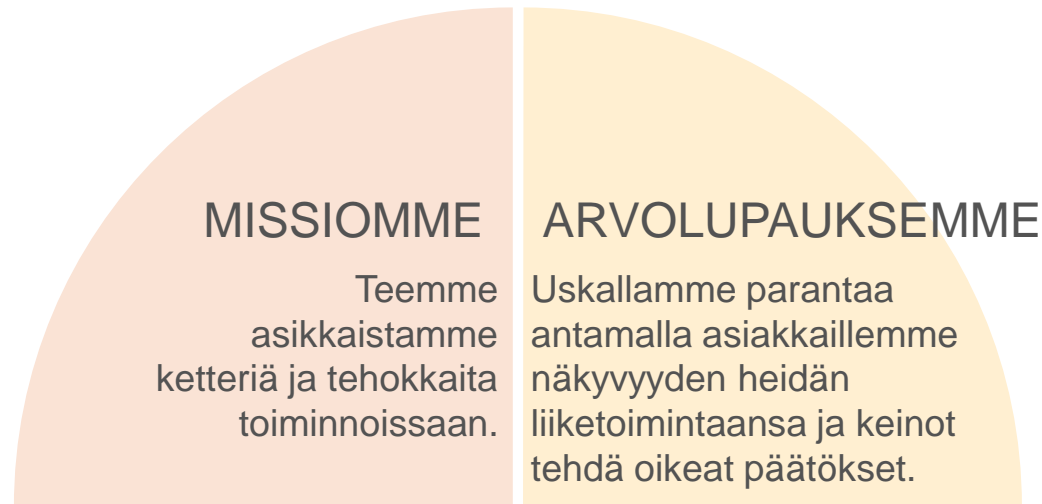 MISSIOMME
Teemme
asikkaistamme
ketteriä ja tehokkaita
toiminnoissaan.
ARVOLUPAUKSEMME
Uskallamme parantaa
antamalla asiakkaillemme
näkyvyyden heidän
liiketoimintaansa ja keinot
tehdä oikeat päätökset.